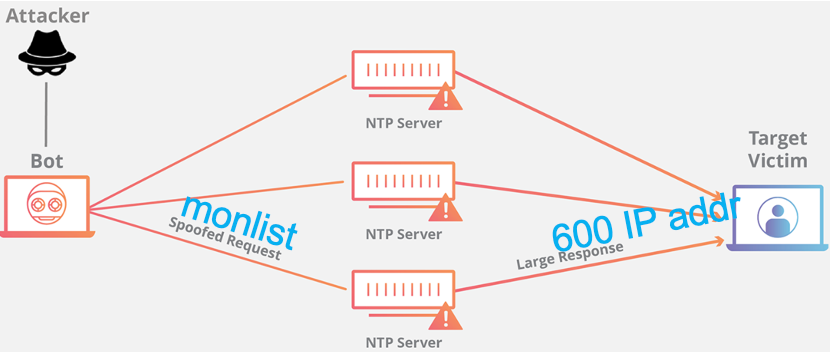 Attacker
Bot
monlist
Spoofed Request
NTP Server
NTP Server
NTP Server
600 IP addr
Large Response
Target
Victim